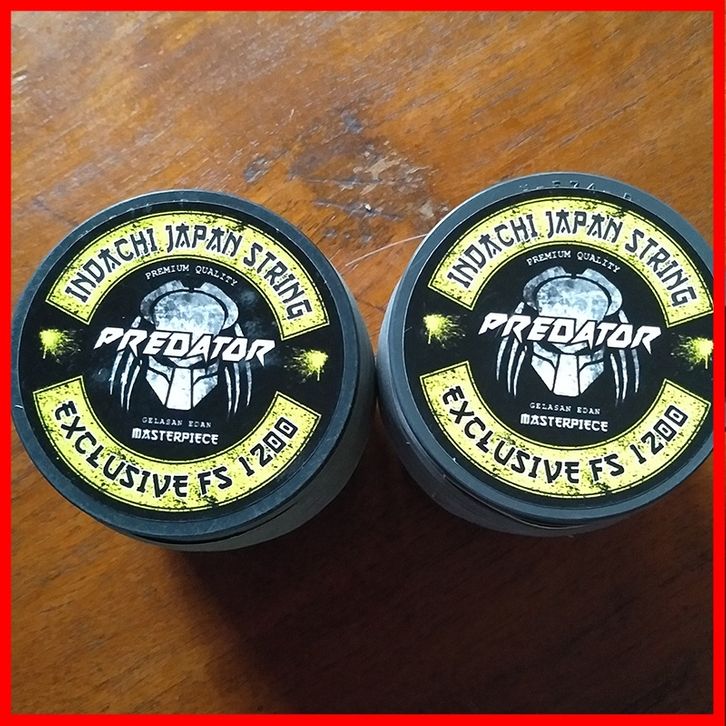 INDACHI JAPAN STRING
PREMIUM QUALITY
PREDATOR
GELASAN EDAN
MASTERPIECE
EXCLUSIVE FS 1200
INDACHI JAPAN STRING
PREMIUM QUALITY
PREDATOR
GELASAN EDAN
MASTERPIECE
EXCLUSIVE FS 1200